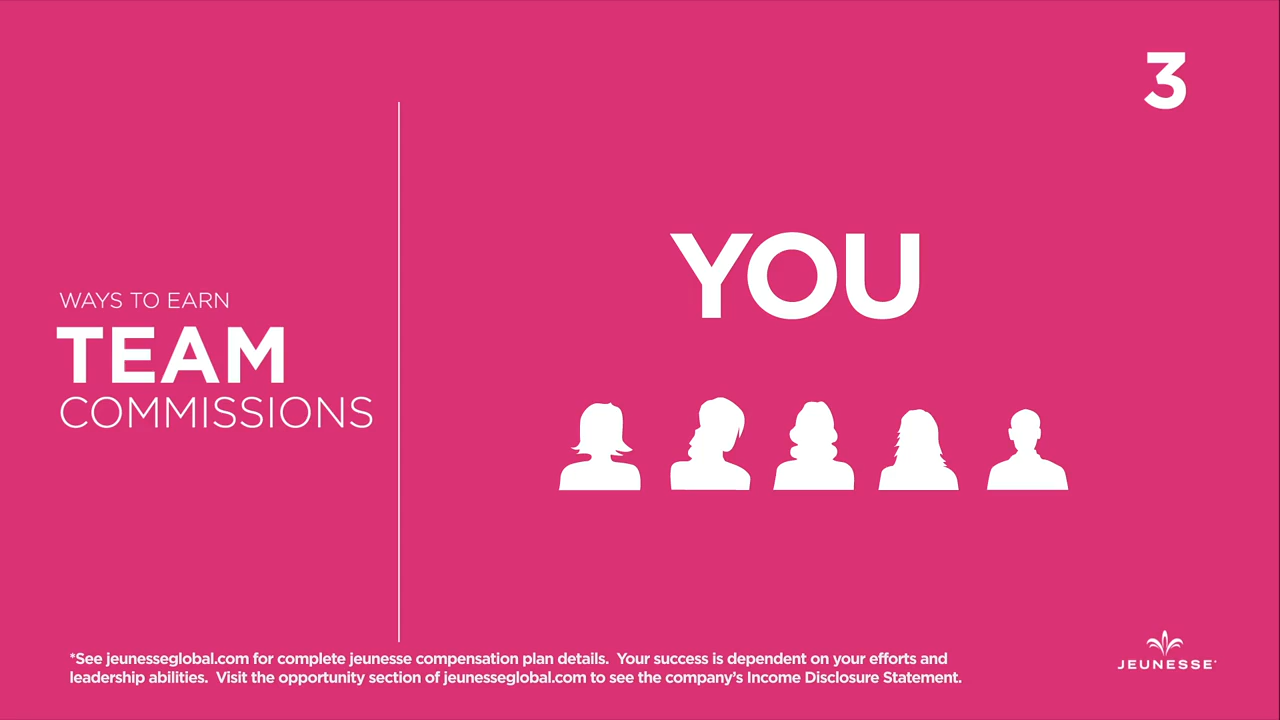 3
YOU
WAYS TO EARN
TEAM
COMMISSIONS
*See jeunesseglobal.com for complete jeunesse compensation plan details.  Your success is dependent on your efforts and
leadership abilities.  Visit the opportunity section of jeunesseglobal.com to see the company's Income Disclosure Statement.
JEUNESSE